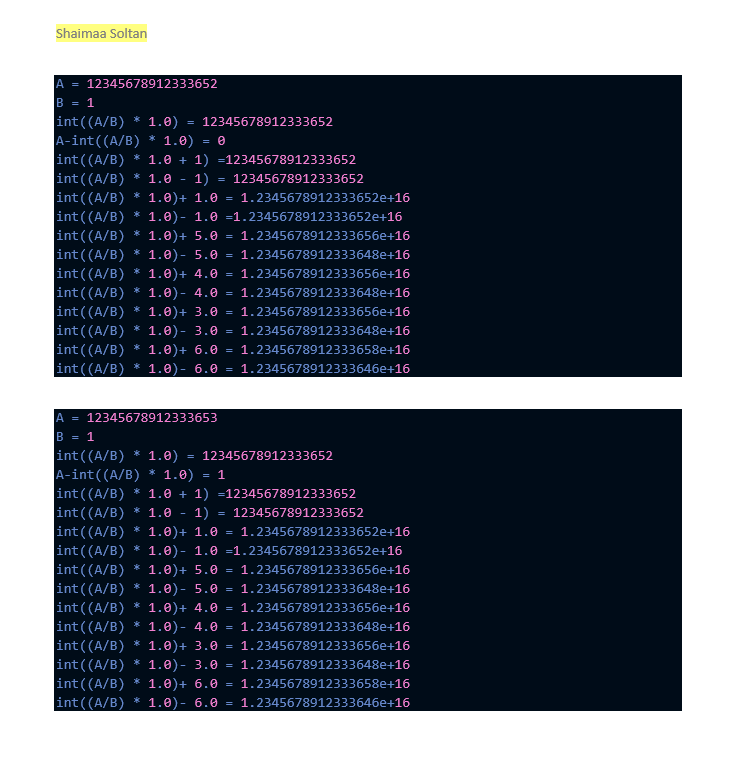 Shaimaa Soltan
A = 12345678912333652
B = 1
int((A/B) * 1.0) = 12345678912333652
A-int((A/B) * 1.0) = 0
int((A/B) * 1.0 + 1) =12345678912333652
int((A/B) * 1.0 - 1) = 12345678912333652
int((A/B) * 1.0)+ 1.0 = 1.2345678912333652e+16
int((A/B) * 1.0)- 1.0 =1.2345678912333652e+16
int((A/B) * 1.0)+ 5.0 = 1.2345678912333656e+16
int((A/B) * 1.0)- 5.0 = 1.2345678912333648e+16
int((A/B) * 1.0)+ 4.0 = 1.2345678912333656e+16
int((A/B) * 1.0)- 4.0 = 1.2345678912333648e+16
int((A/B) * 1.0)+ 3.0 = 1.2345678912333656e+16
int((A/B) * 1.0)- 3.0 = 1.2345678912333648e+16
int((A/B) * 1.0)+ 6.0 = 1.2345678912333658e+16
int((A/B) * 1.0)- 6.0 = 1.2345678912333646e+16
A = 12345678912333653
B = 1
int((A/B) * 1.0) = 12345678912333652
A-int((A/B) * 1.0) = 1
int((A/B) * 1.0 + 1) =12345678912333652
int((A/B) * 1.0 - 1) = 12345678912333652
int((A/B) * 1.0)+ 1.0 = 1.2345678912333652e+16
int((A/B) * 1.0)- 1.0 =1.2345678912333652e+16
int((A/B) * 1.0)+ 5.0 = 1.2345678912333656e+16
int((A/B) * 1.0)- 5.0 = 1.2345678912333648e+16
int((A/B) * 1.0)+ 4.0 = 1.2345678912333656e+16
int((A/B) * 1.0)- 4.0 = 1.2345678912333648e+16
int((A/B) * 1.0)+ 3.0 = 1.2345678912333656e+16
int((A/B) * 1.0)- 3.0 = 1.2345678912333648e+16
int((A/B) * 1.0)+ 6.0 = 1.2345678912333658e+16
int((A/B) * 1.0)- 6.0 = 1.2345678912333646e+16